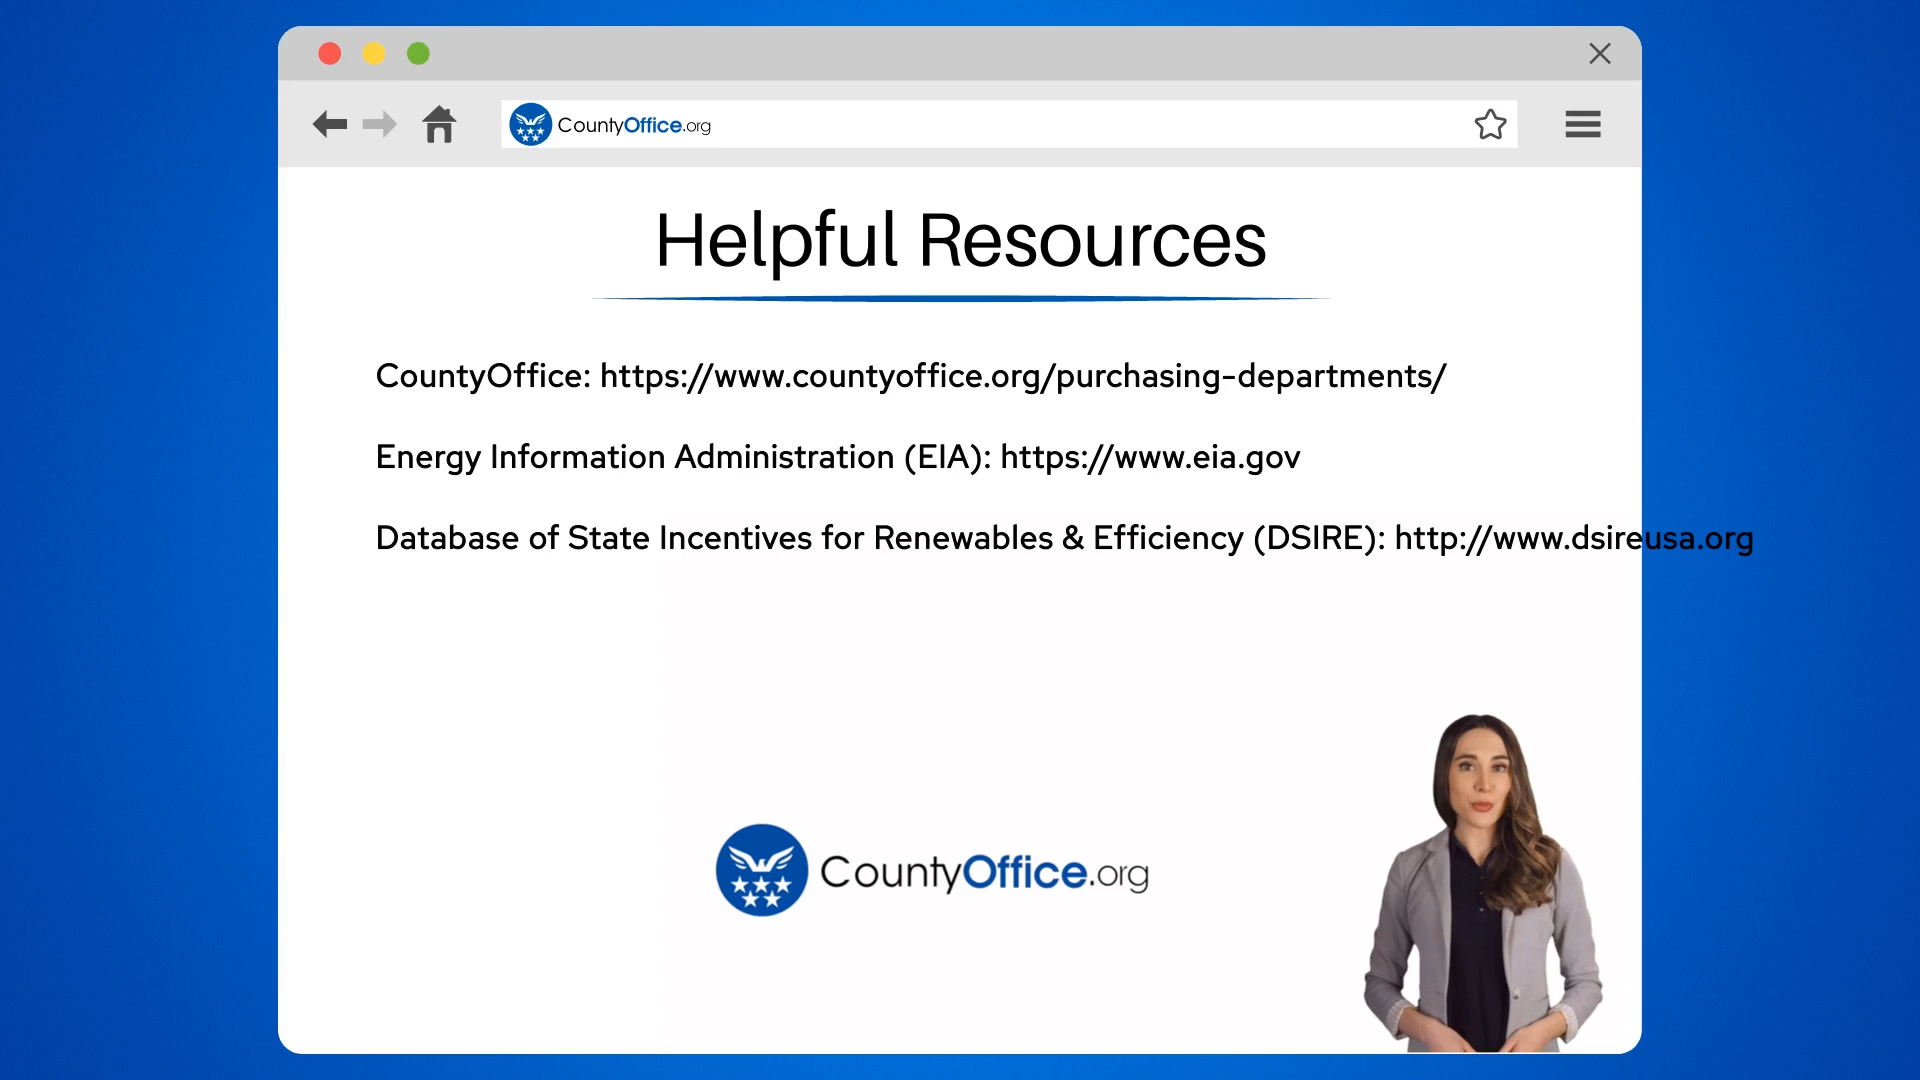 CountyOffice.org
Helpful Resources
CountyOffice: https://www.countyoffice.org/purchasing-departments/
Energy Information Administration (EIA): https://www.eia.gov
Database of State Incentives for Renewables & Efficiency (DSIRE): http://www.dsireusa.org
CountyOffice.org